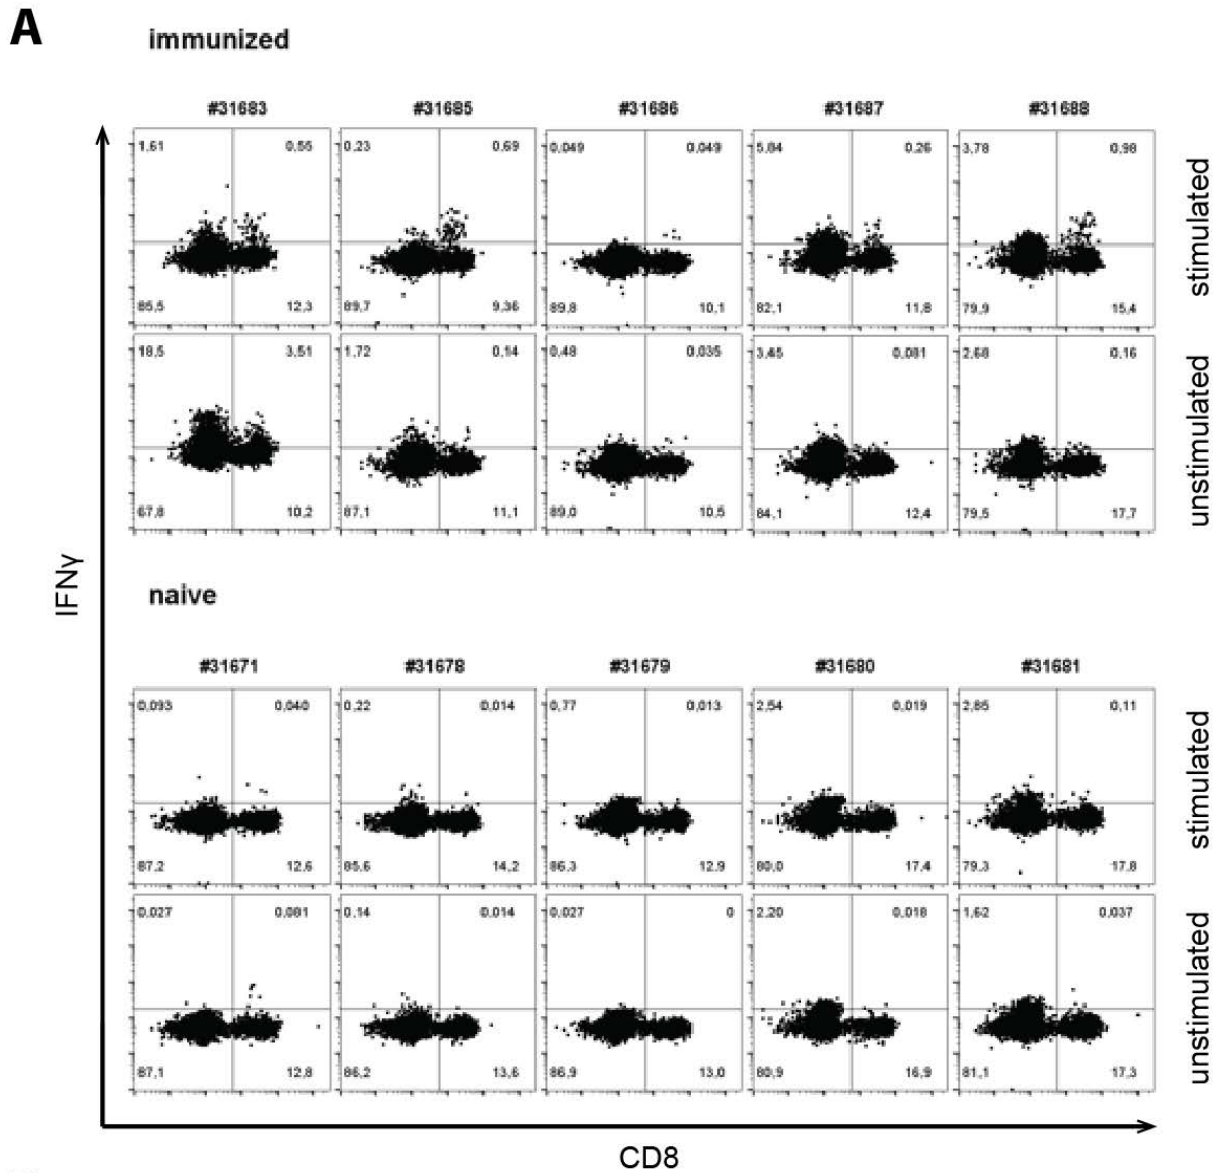 A
immunized
#31683 #31685 #31686 #31687 #31688
1,61 0,55 0,23 0,69 0,049 0,049 5,84 0,26 3,78 0,98
stimulated
85,5 12,3 89,7 9,36 89,8 10,1 82,1 11,8 79,9 15,4
18,5 3,51 1,72 0,14 0,48 0,035 3,45 0,081 2,68 0,16
unstimulated
67,8 10,2 87,1 11,1 89,0 10,5 84,1 12,4 79,5 17,7
IFNγ
naive
#31671 #31678 #31679 #31680 #31681
0,093 0,040 0,22 0,014 0,77 0,013 2,54 0,019 2,85 0,11
stimulated
87,2 12,6 85,6 14,2 86,3 12,9 80,0 17,4 79,3 17,8
0,027 0,081 0,14 0,014 0,027 0 2,20 0,018 1,62 0,037
unstimulated
87,1 12,8 86,2 13,6 86,9 13,0 80,9 16,9 81,1 17,3
CD8